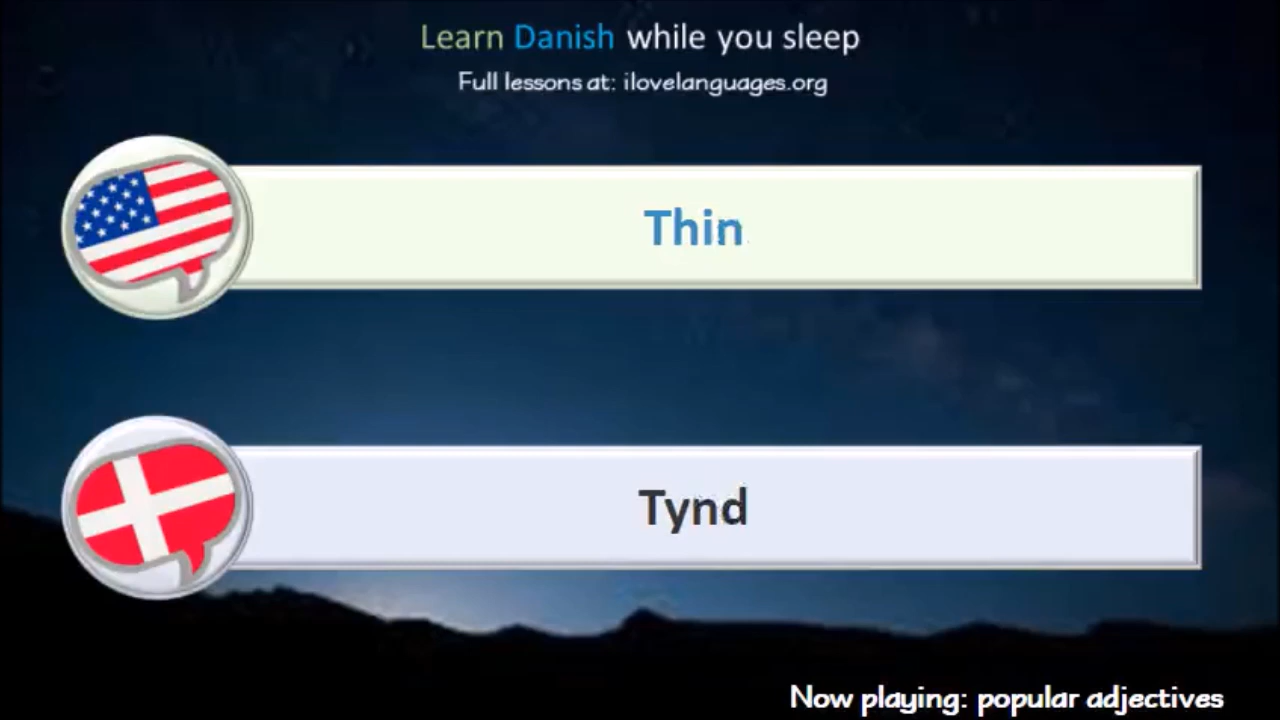 Learn Danish while you sleep
Full lessons at: ilovelanguages.org
Thin
Tynd
Now playing: popular adjectives